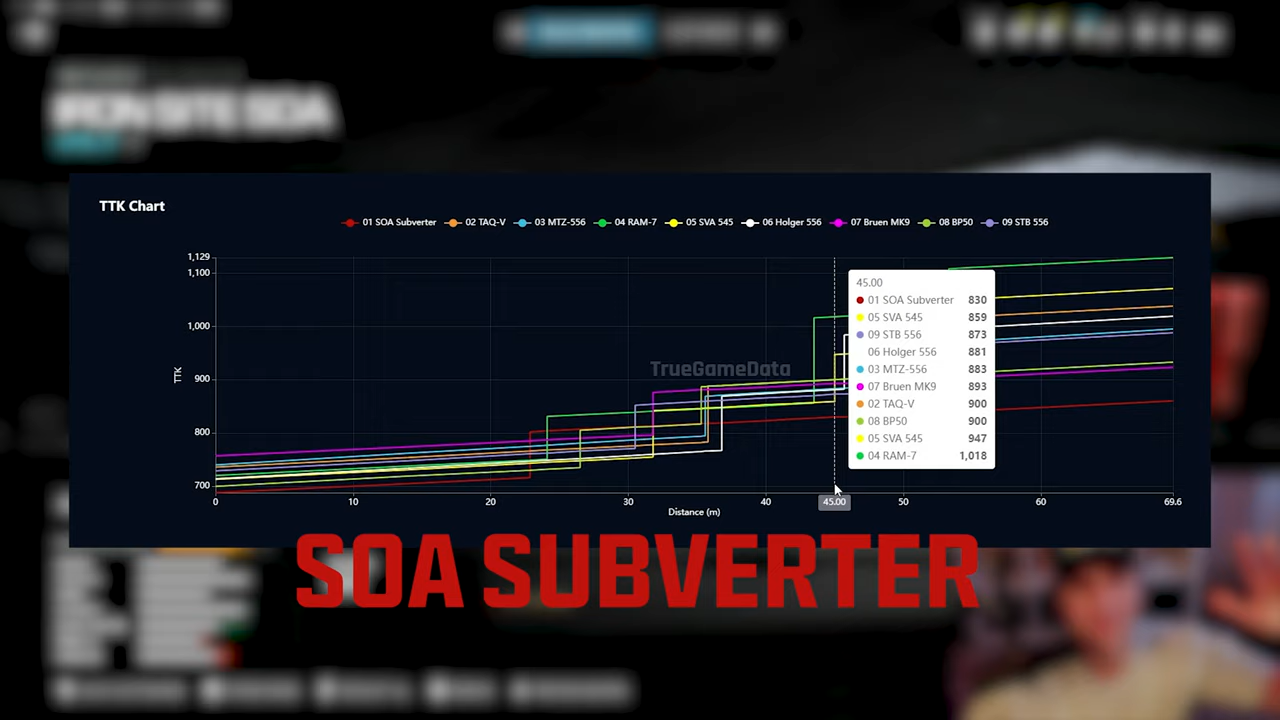 TTK Chart
01 SOA Subverter 02 TAQ-V 03 MTZ-556 04 RAM-7 05 SVA 545 06 Holger 556 07 Bruen MK9 08 BP50 09 STB 556
1,129
1,100
1,000
900
800
700
TTK
TrueGameData
45.00
01 SOA Subverter 830
05 SVA 545 859
09 STB 556 873
06 Holger 556 881
03 MTZ-556 883
07 Bruen MK9 893
02 TAQ-V 900
08 BP50 900
05 SVA 545 947
04 RAM-7 1,018
0 10 20 30 40 45.00 50 60 69.6
Distance (m)
SOA SUBVERTER